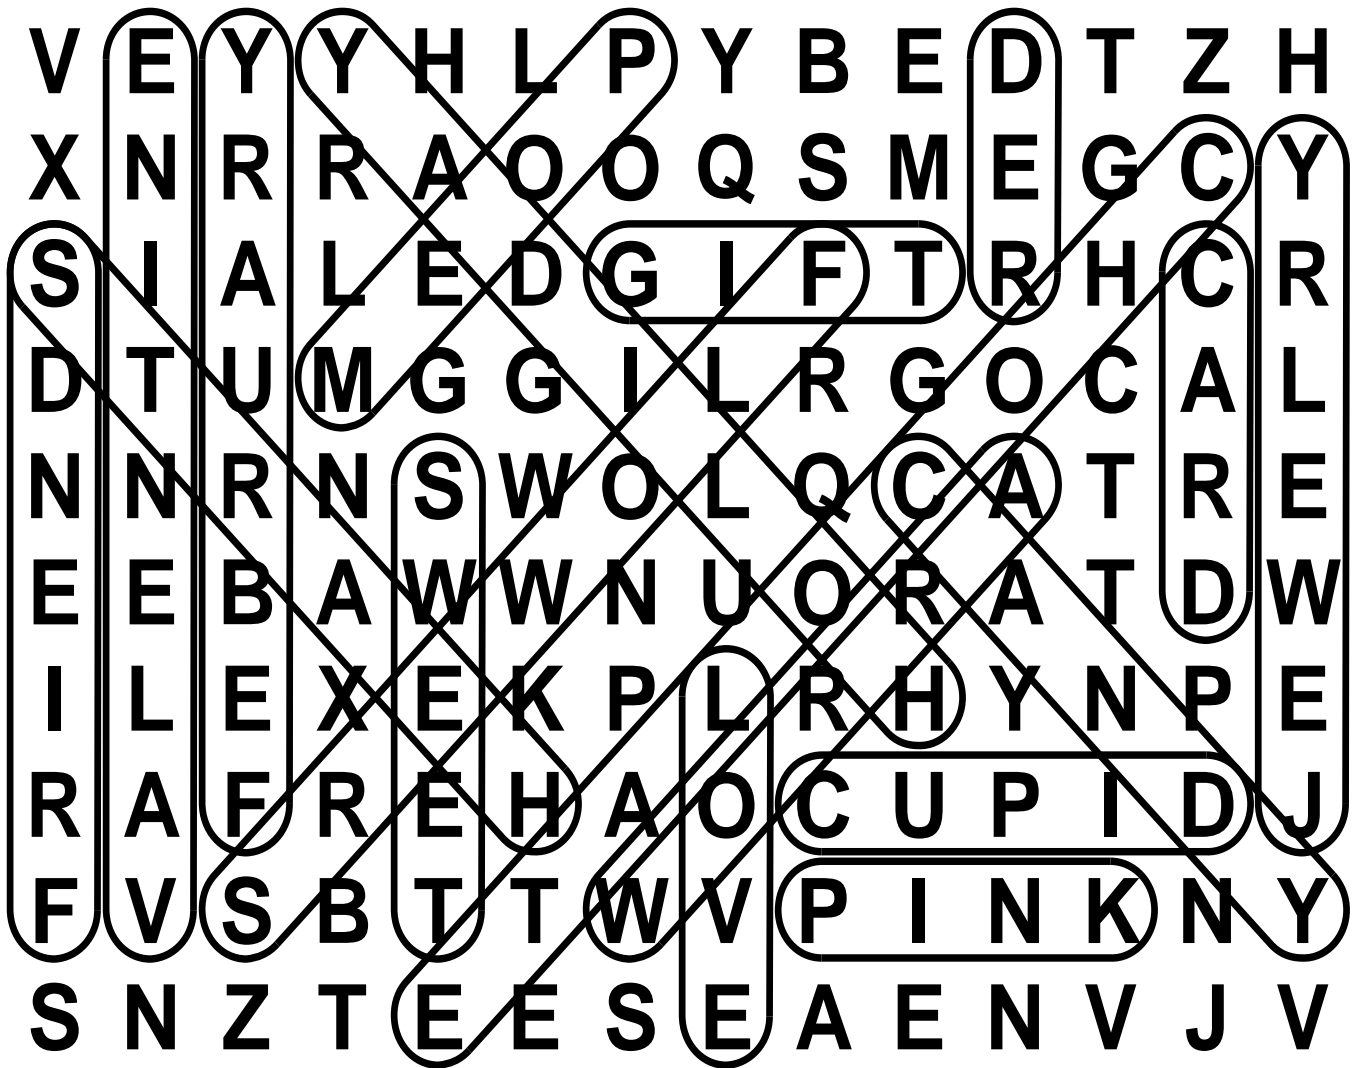 V E Y Y H L P Y B E D T Z H
X N R R A O O Q S M E G C Y
S I A L E D G I F T R H C R
D T U M G G I L R G O C A L
N N R N S W O L Q C A T R E
E E B A W W N U O R A T D W
I L E X E K P L R H Y N P E
R A F R E H A O C U P I D J
F V S B T T W V P I N K N Y
S N Z T E E S E A E N V J V